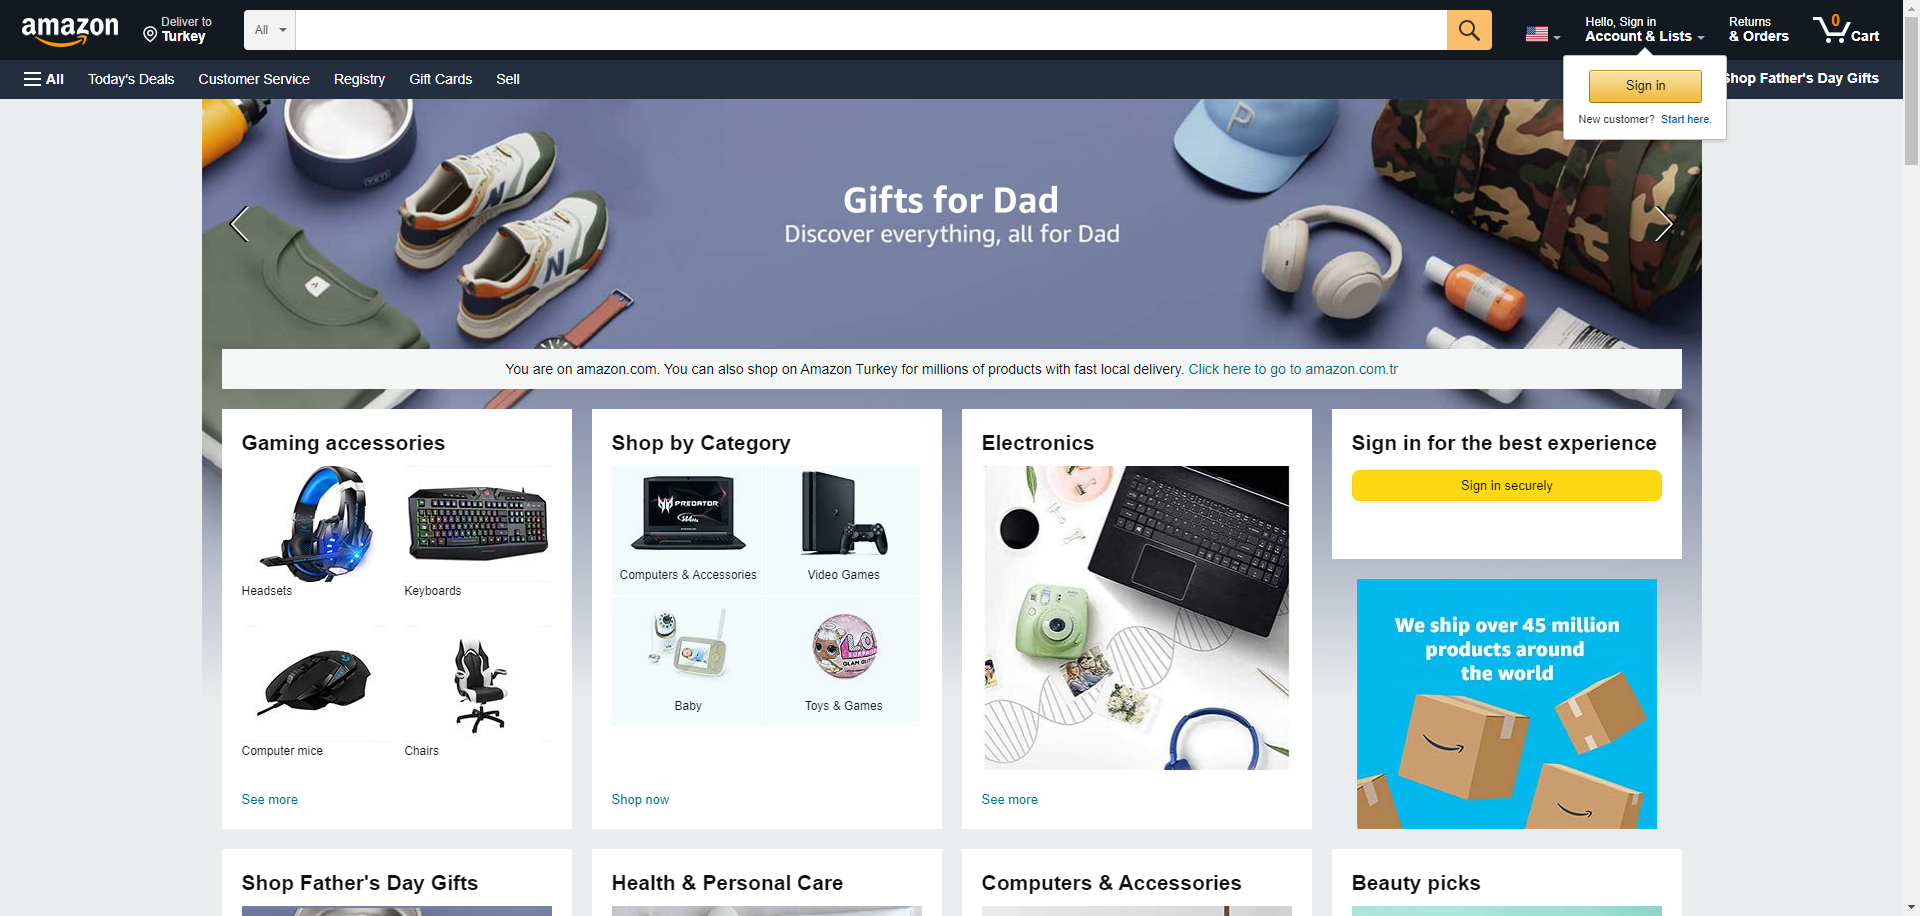 amazon
Deliver to
Turkey
All
Hello, Sign in
Account & Lists
Returns
& Orders
0
Cart
All
Today's Deals
Customer Service
Registry
Gift Cards
Sell
Shop Father's Day Gifts
Sign in
New customer? Start here.
YETI
N
N
P
A
Gifts for Dad
Discover everything, all for Dad
You are on amazon.com. You can also shop on Amazon Turkey for millions of products with fast local delivery. Click here to go to amazon.com.tr
Gaming accessories
Headsets
Keyboards
Computer mice
Chairs
See more
Shop by Category
PREDATOR
Computers & Accessories
Video Games
Baby
L.O.L
SURPRISE
GLAM GLITTER
Toys & Games
Shop now
Electronics
See more
Sign in for the best experience
Sign in securely
We ship over 45 million
products around
the world
Shop Father's Day Gifts
Health & Personal Care
Computers & Accessories
Beauty picks